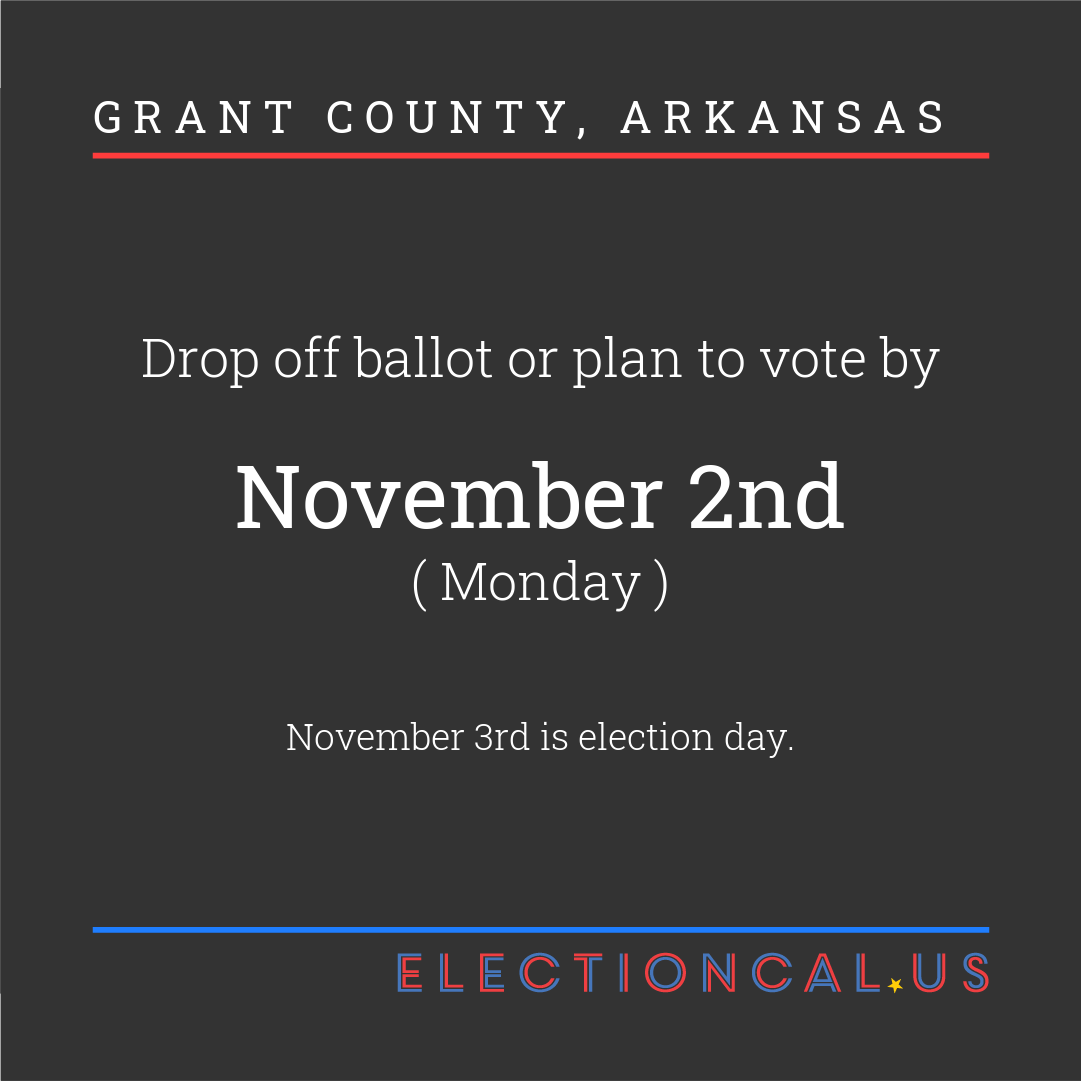 GRANT COUNTY, ARKANSAS
Drop off ballot or plan to vote by
November 2nd
( Monday )
November 3rd is election day.
ELECTIONCAL.US